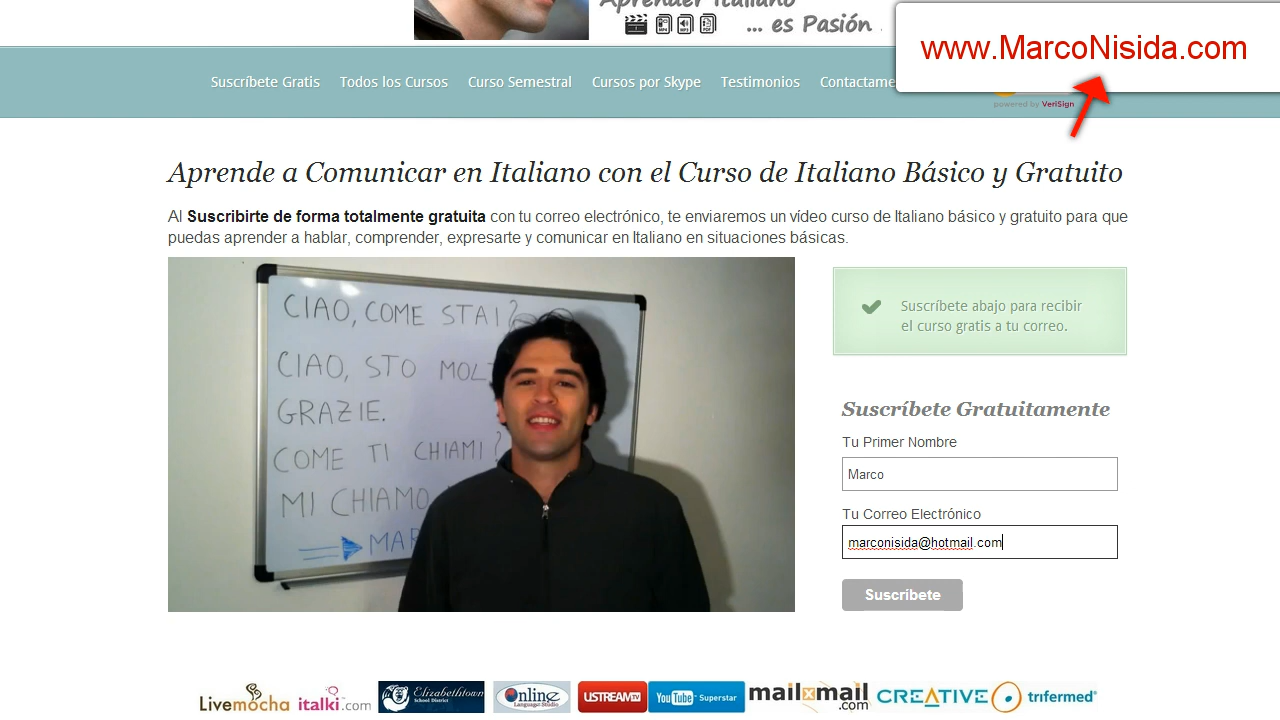 Aprender Italiano
... es Pasión
www.MarcoNisida.com
Suscríbete Gratis Todos los Cursos Curso Semestral Cursos por Skype Testimonios Contactame
powered by VeriSign
Aprende a Comunicar en Italiano con el Curso de Italiano Básico y Gratuito
Al Suscribirte de forma totalmente gratuita con tu correo electrónico, te enviaremos un vídeo curso de Italiano básico y gratuito para que
puedas aprender a hablar, comprender, expresarte y comunicar en Italiano en situaciones básicas.
CIAO, COME STAI?
CIAO, STO
GRAZIE.
COME TI CHIAMI?
MI CHIAMO
MAR
Suscríbete abajo para recibir
el curso gratis a tu correo.
Suscríbete Gratuitamente
Tu Primer Nombre
Marco
Tu Correo Electrónico
marconisida@hotmail.com
Suscribete
Livemocha italki.com Elizabethtown School District Online Language Studio USTREAM TV YouTube Superstar mailxmail.com CREATIVE trifermed